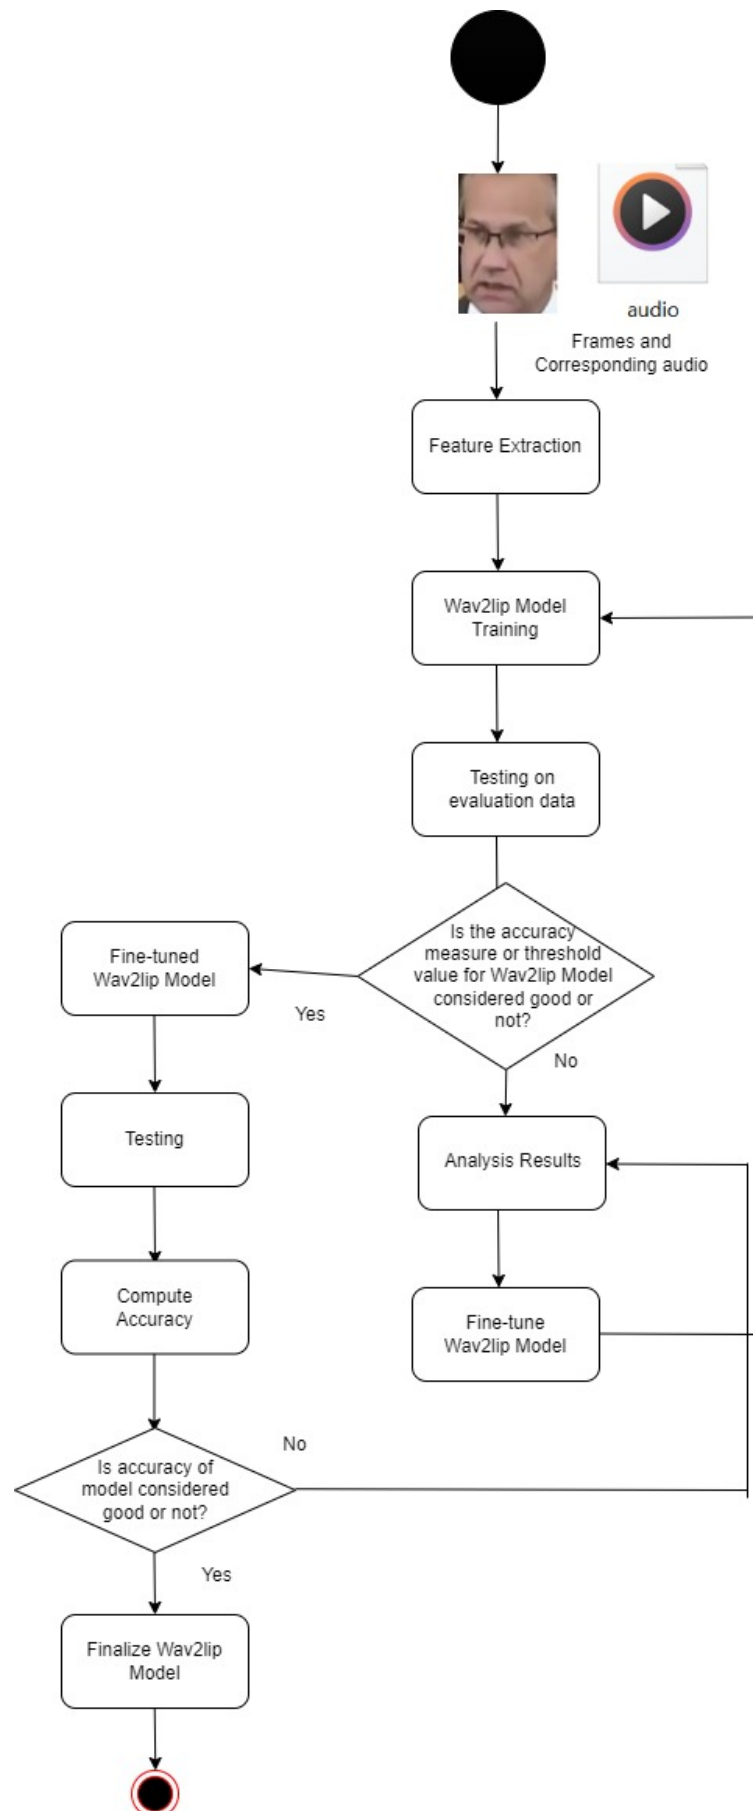 audio
Frames and
Corresponding audio
Feature Extraction
Wav2lip Model
Training
Testing on
evaluation data
Is the accuracy
measure or threshold
value for Wav2lip Model
considered good or
not?
Yes
No
Fine-tuned
Wav2lip Model
Testing
Compute
Accuracy
Analysis Results
Fine-tune
Wav2lip Model
Is accuracy of
model considered
good or not?
No
Yes
Finalize Wav2lip
Model